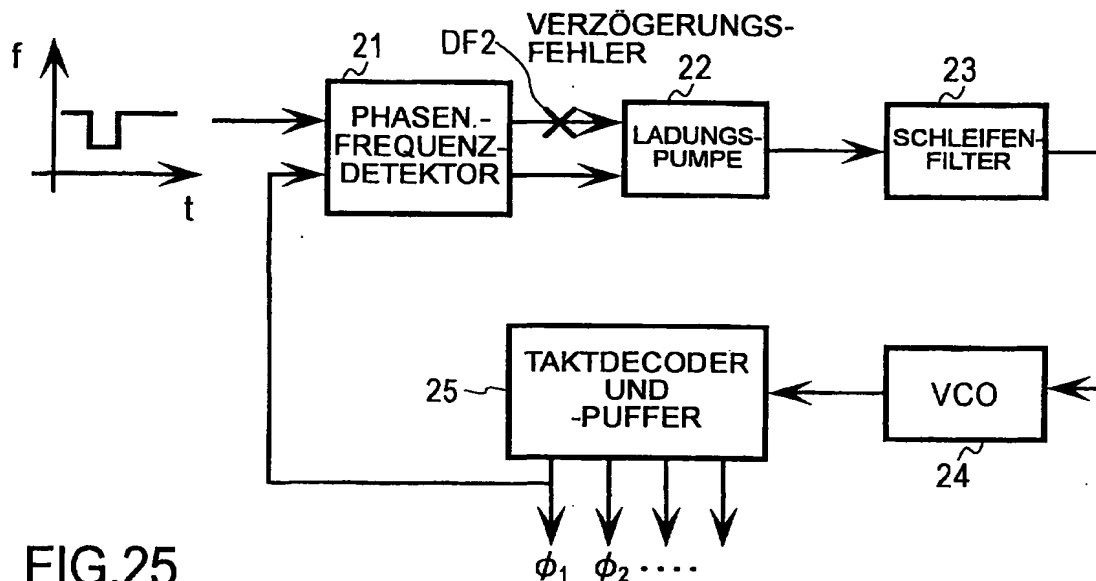 f
t
21
PHASEN.-
FREQUENZ-
DETEKTOR
DF2
VERZÖGERUNGS-
FEHLER
22
LADUNGS-
PUMPE
23
SCHLEIFEN-
FILTER
25
TAKTDECODER
UND
-PUFFER
VCO
24
ϕ1 ϕ2 ····
FIG.25